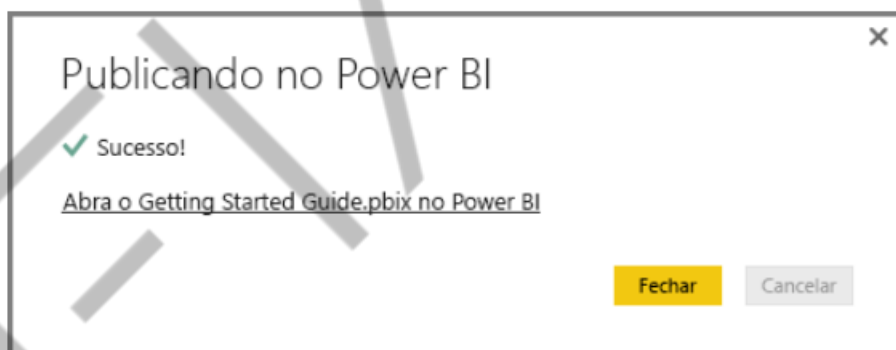 Publicando no Power BI
Sucesso!
Abra o Getting Started Guide.pbix no Power BI
Fechar
Cancelar